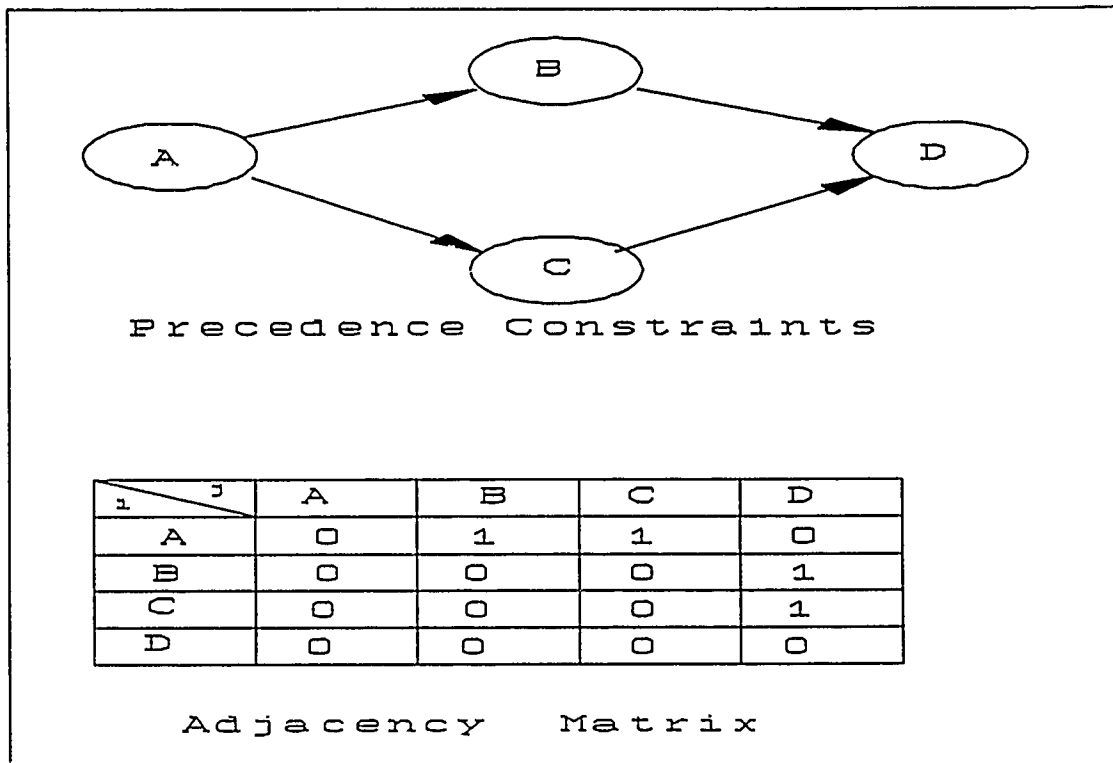 B
A
D
C
Precedence Constraints
i j A B C D
A 0 1 1 0
B 0 0 0 1
C 0 0 0 1
D 0 0 0 0
Adjacency Matrix